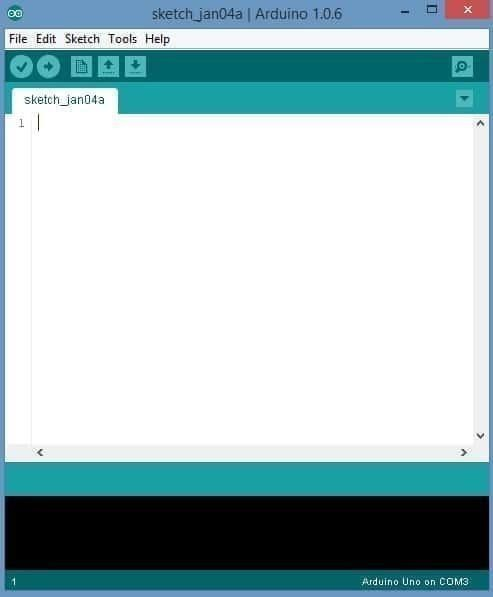 sketch_jan04a | Arduino 1.0.6
File Edit Sketch Tools Help
sketch_jan04a
1
1 Arduino Uno on COM3